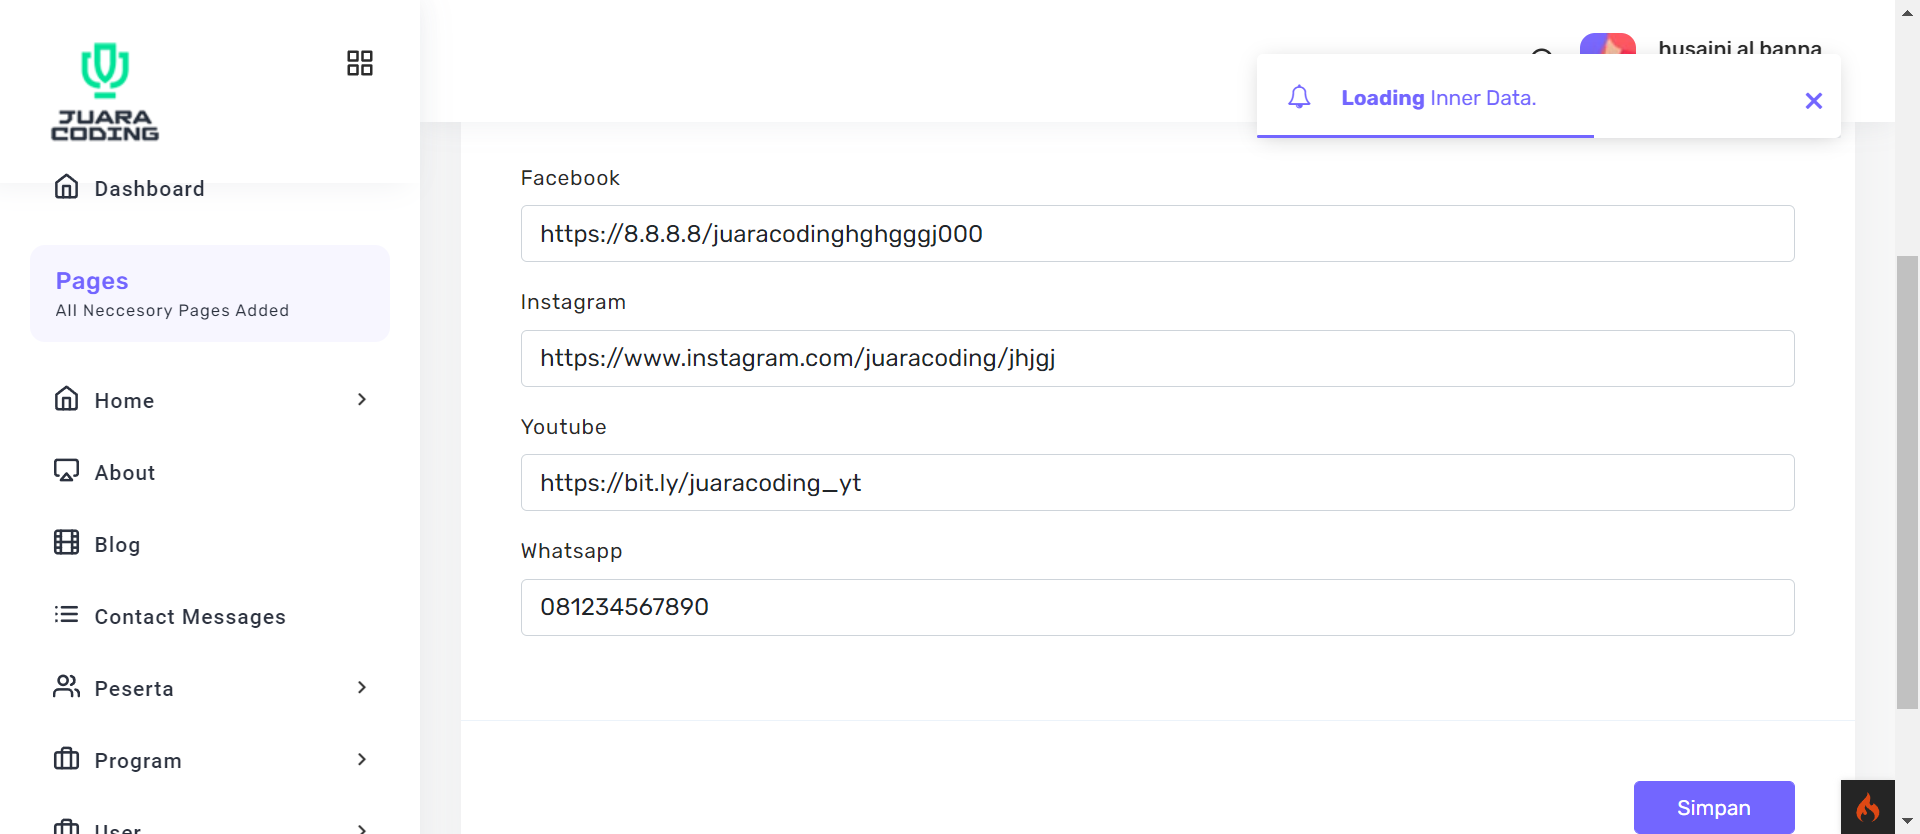 JUARA
CODING
Dashboard
Pages
All Neccesory Pages Added
Home
About
Blog
Contact Messages
Peserta
Program
User
husaini al banna
Loading Inner Data.
Facebook
https://8.8.8.8/juaracodinghghgggj000
Instagram
https://www.instagram.com/juaracoding/jhjgj
Youtube
https://bit.ly/juaracoding_yt
Whatsapp
081234567890
Simpan